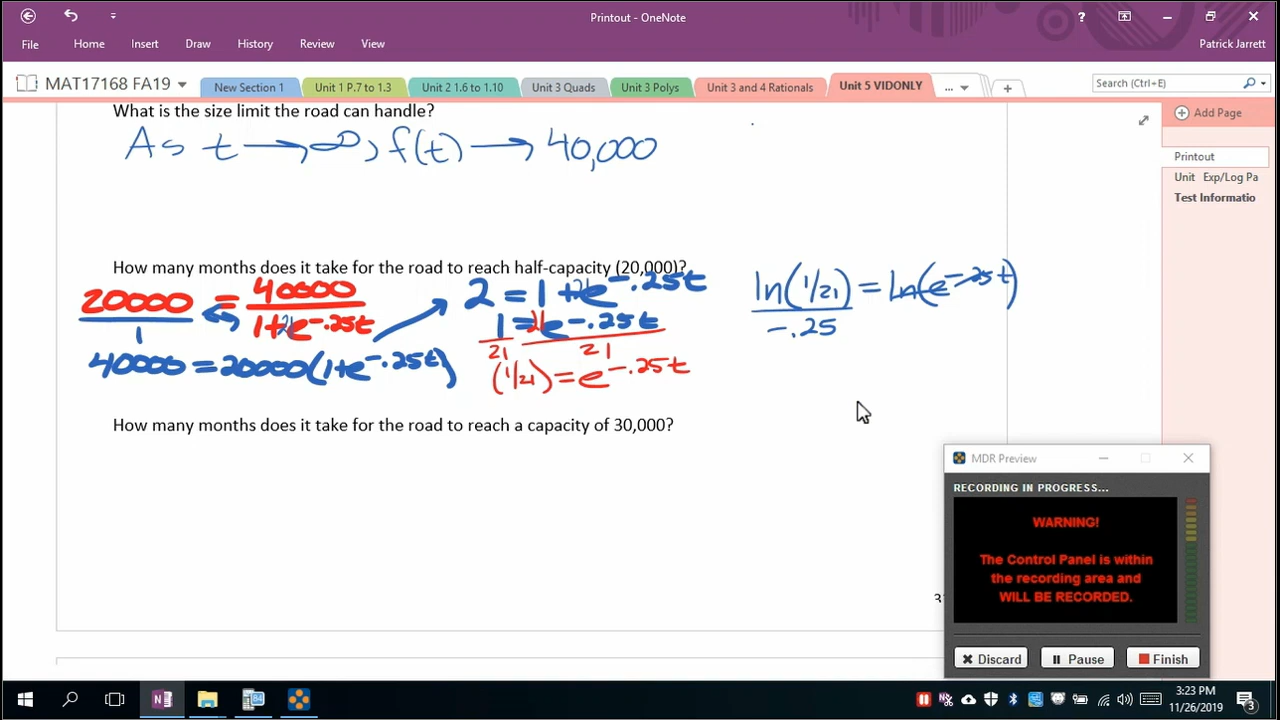 Printout - OneNote
?
File
Home
Insert
Draw
History
Review
View
Patrick Jarrett
MAT17168 FA19
New Section 1
Unit 1 P.7 to 1.3
Unit 2 1.6 to 1.10
Unit 3 Quads
Unit 3 Polys
Unit 3 and 4 Rationals
Unit 5 VIDONLY
...
+
Search (Ctrl+E)
Add Page
Printout
Unit Exp/Log Pa
Test Informatio
What is the size limit the road can handle?
As t → ∞, f(t) → 40,000
How many months does it take for the road to reach half-capacity (20,000)?
20000/1 = 40000/(1+21e^-.25t)
40000 = 20000(1+e^-.25t)
2 = 1+21e^-.25t
1/21 = 21e^-.25t/21
(1/21) = e^-.25t
ln(1/21)/-.25 = ln(e^-.25t)
How many months does it take for the road to reach a capacity of 30,000?
MDR Preview
RECORDING IN PROGRESS...
WARNING!
The Control Panel is within
the recording area and
WILL BE RECORDED.
Discard
Pause
Finish
3:23 PM
11/26/2019
3